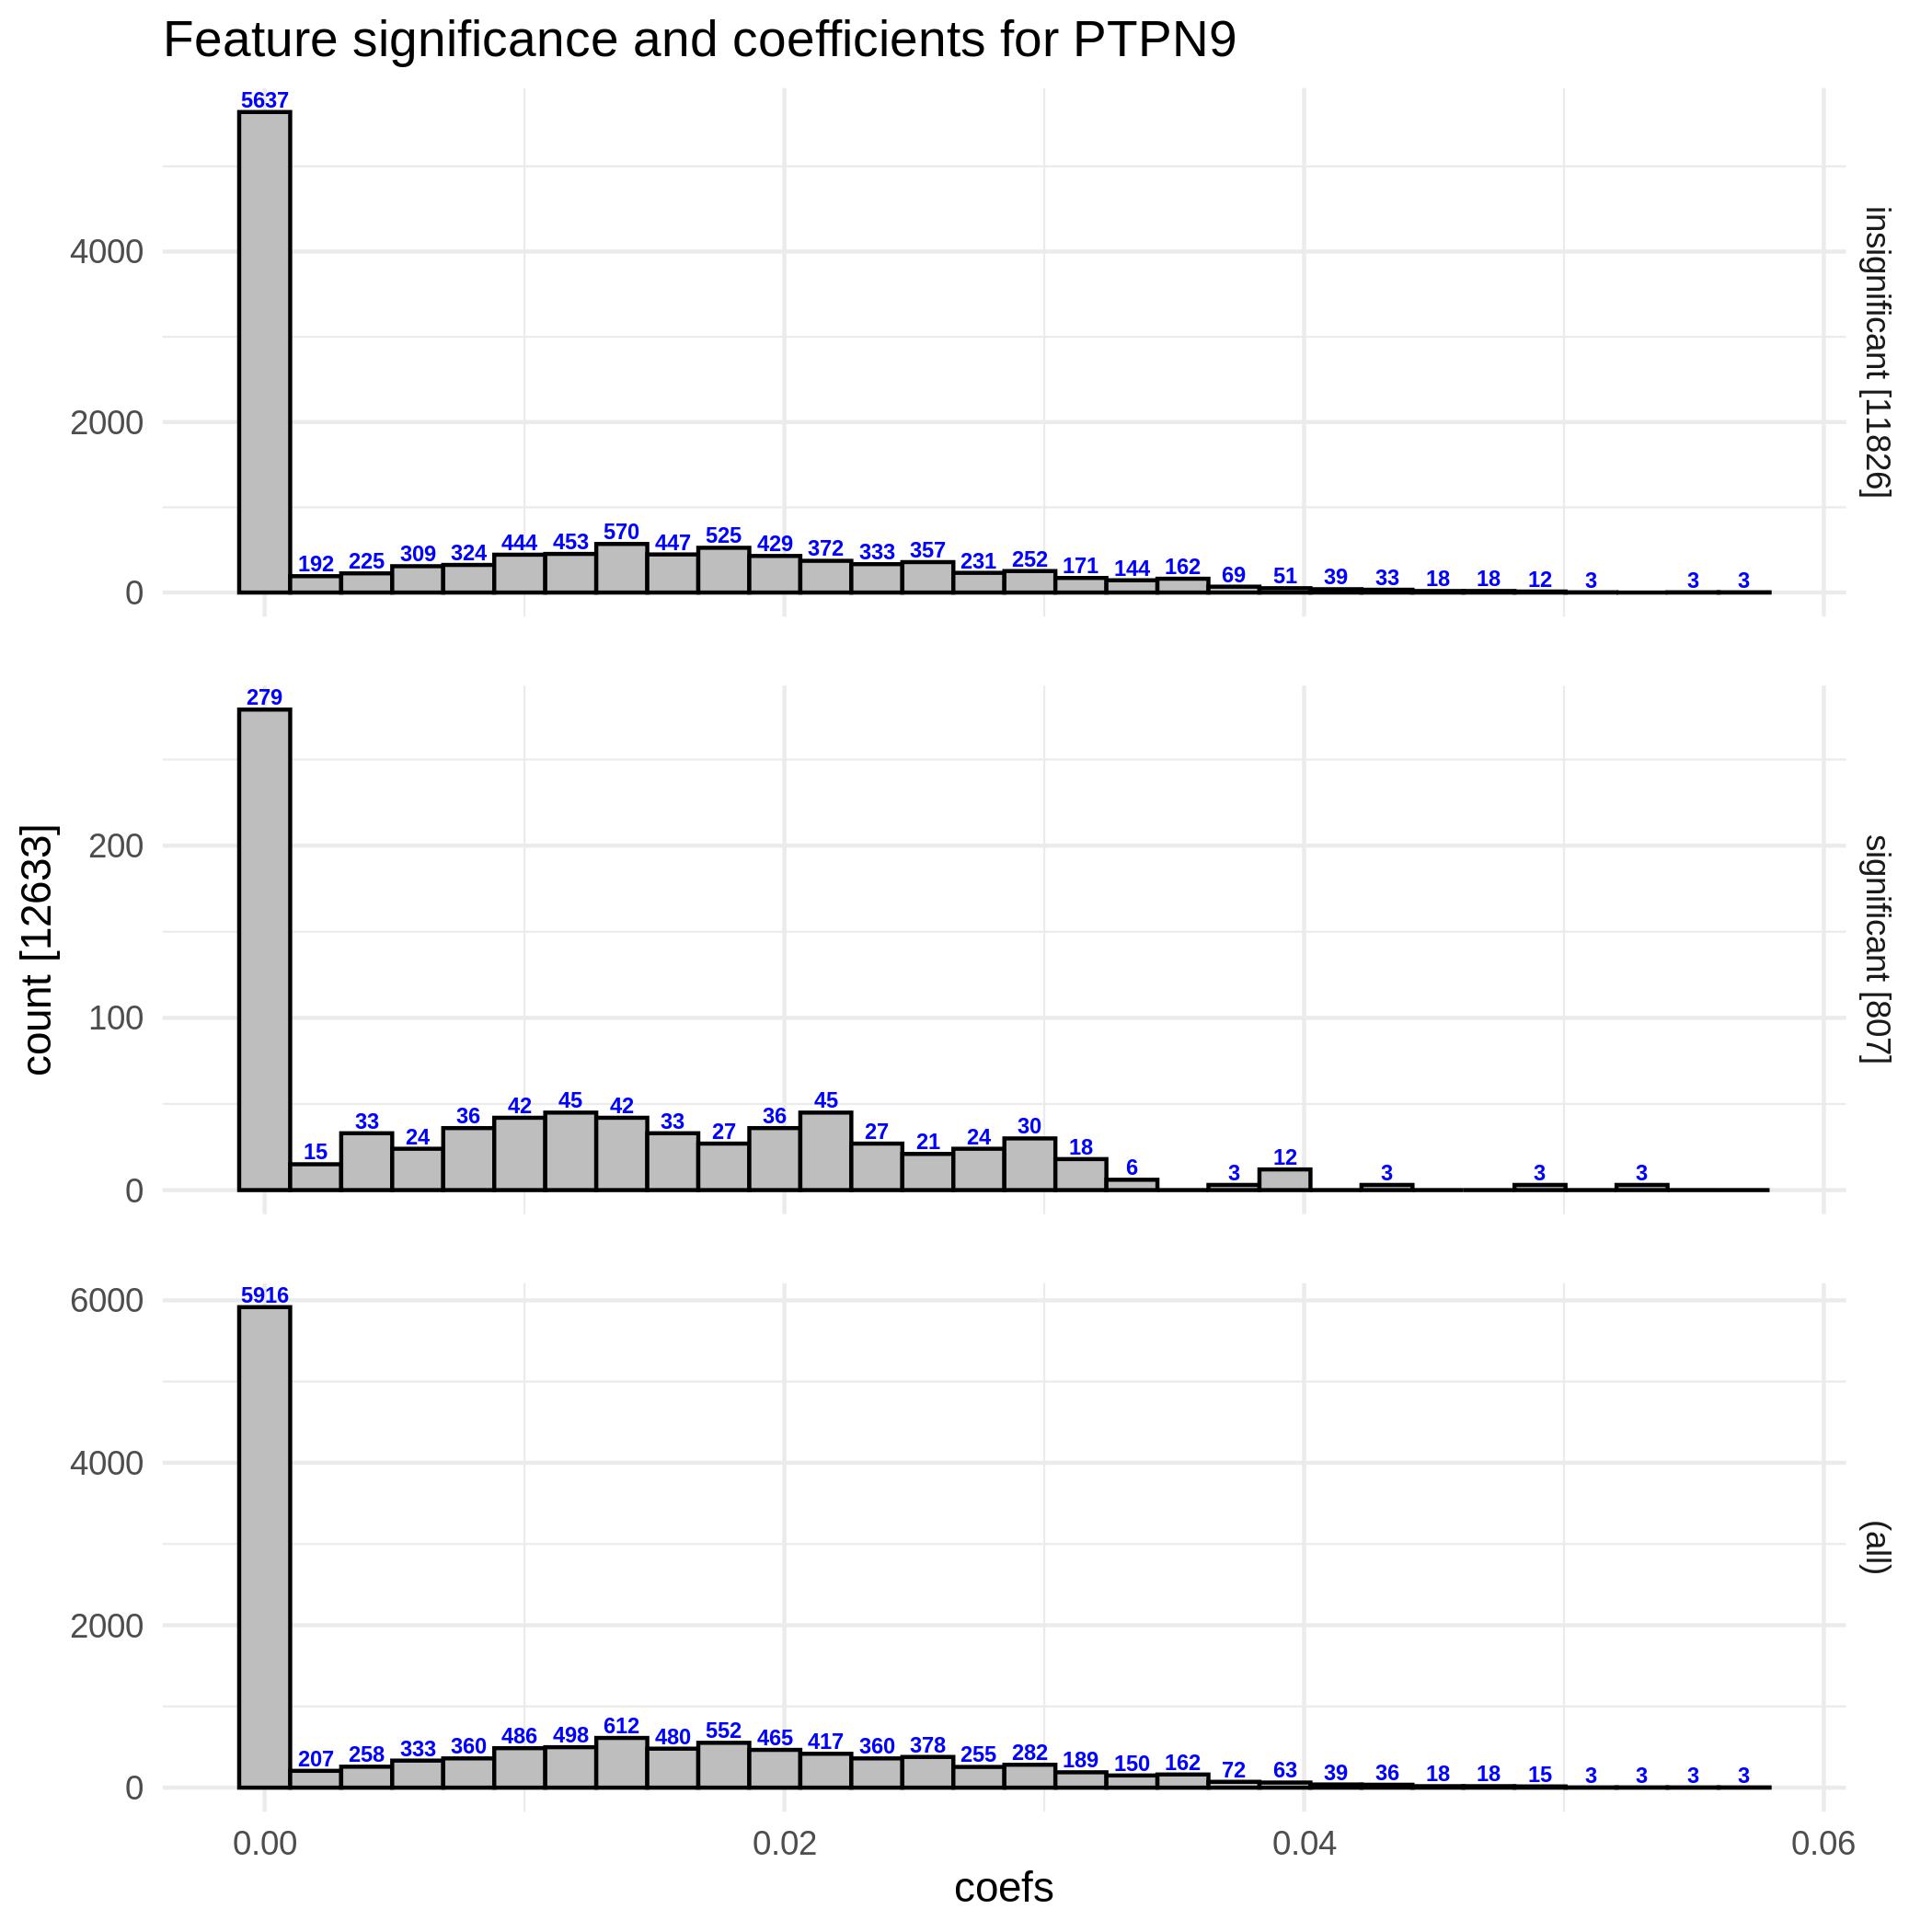 Feature significance and coefficients for PTPN9
5637
192 225 309 324 444 453 570 447 525 429 372 333 357 231 252 171 144 162 69 51 39 33 18 18 12 3 3 3
4000
2000
0
insignificant [11826]
279
15 33 24 36 42 45 42 33 27 36 45 27 21 24 30 18 6 3 12 3 3 3
200
100
0
significant [807]
count [12633]
5916
207 258 333 360 486 498 612 480 552 465 417 360 378 255 282 189 150 162 72 63 39 36 18 18 15 3 3 3 3
6000
4000
2000
0
(all)
0.00 0.02 0.04 0.06
coefs